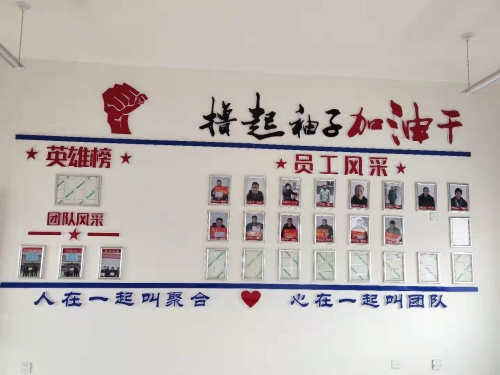 撸起袖子加油干
英雄榜
员工风采
团队风采
人在一起叫聚合
心在一起叫团队